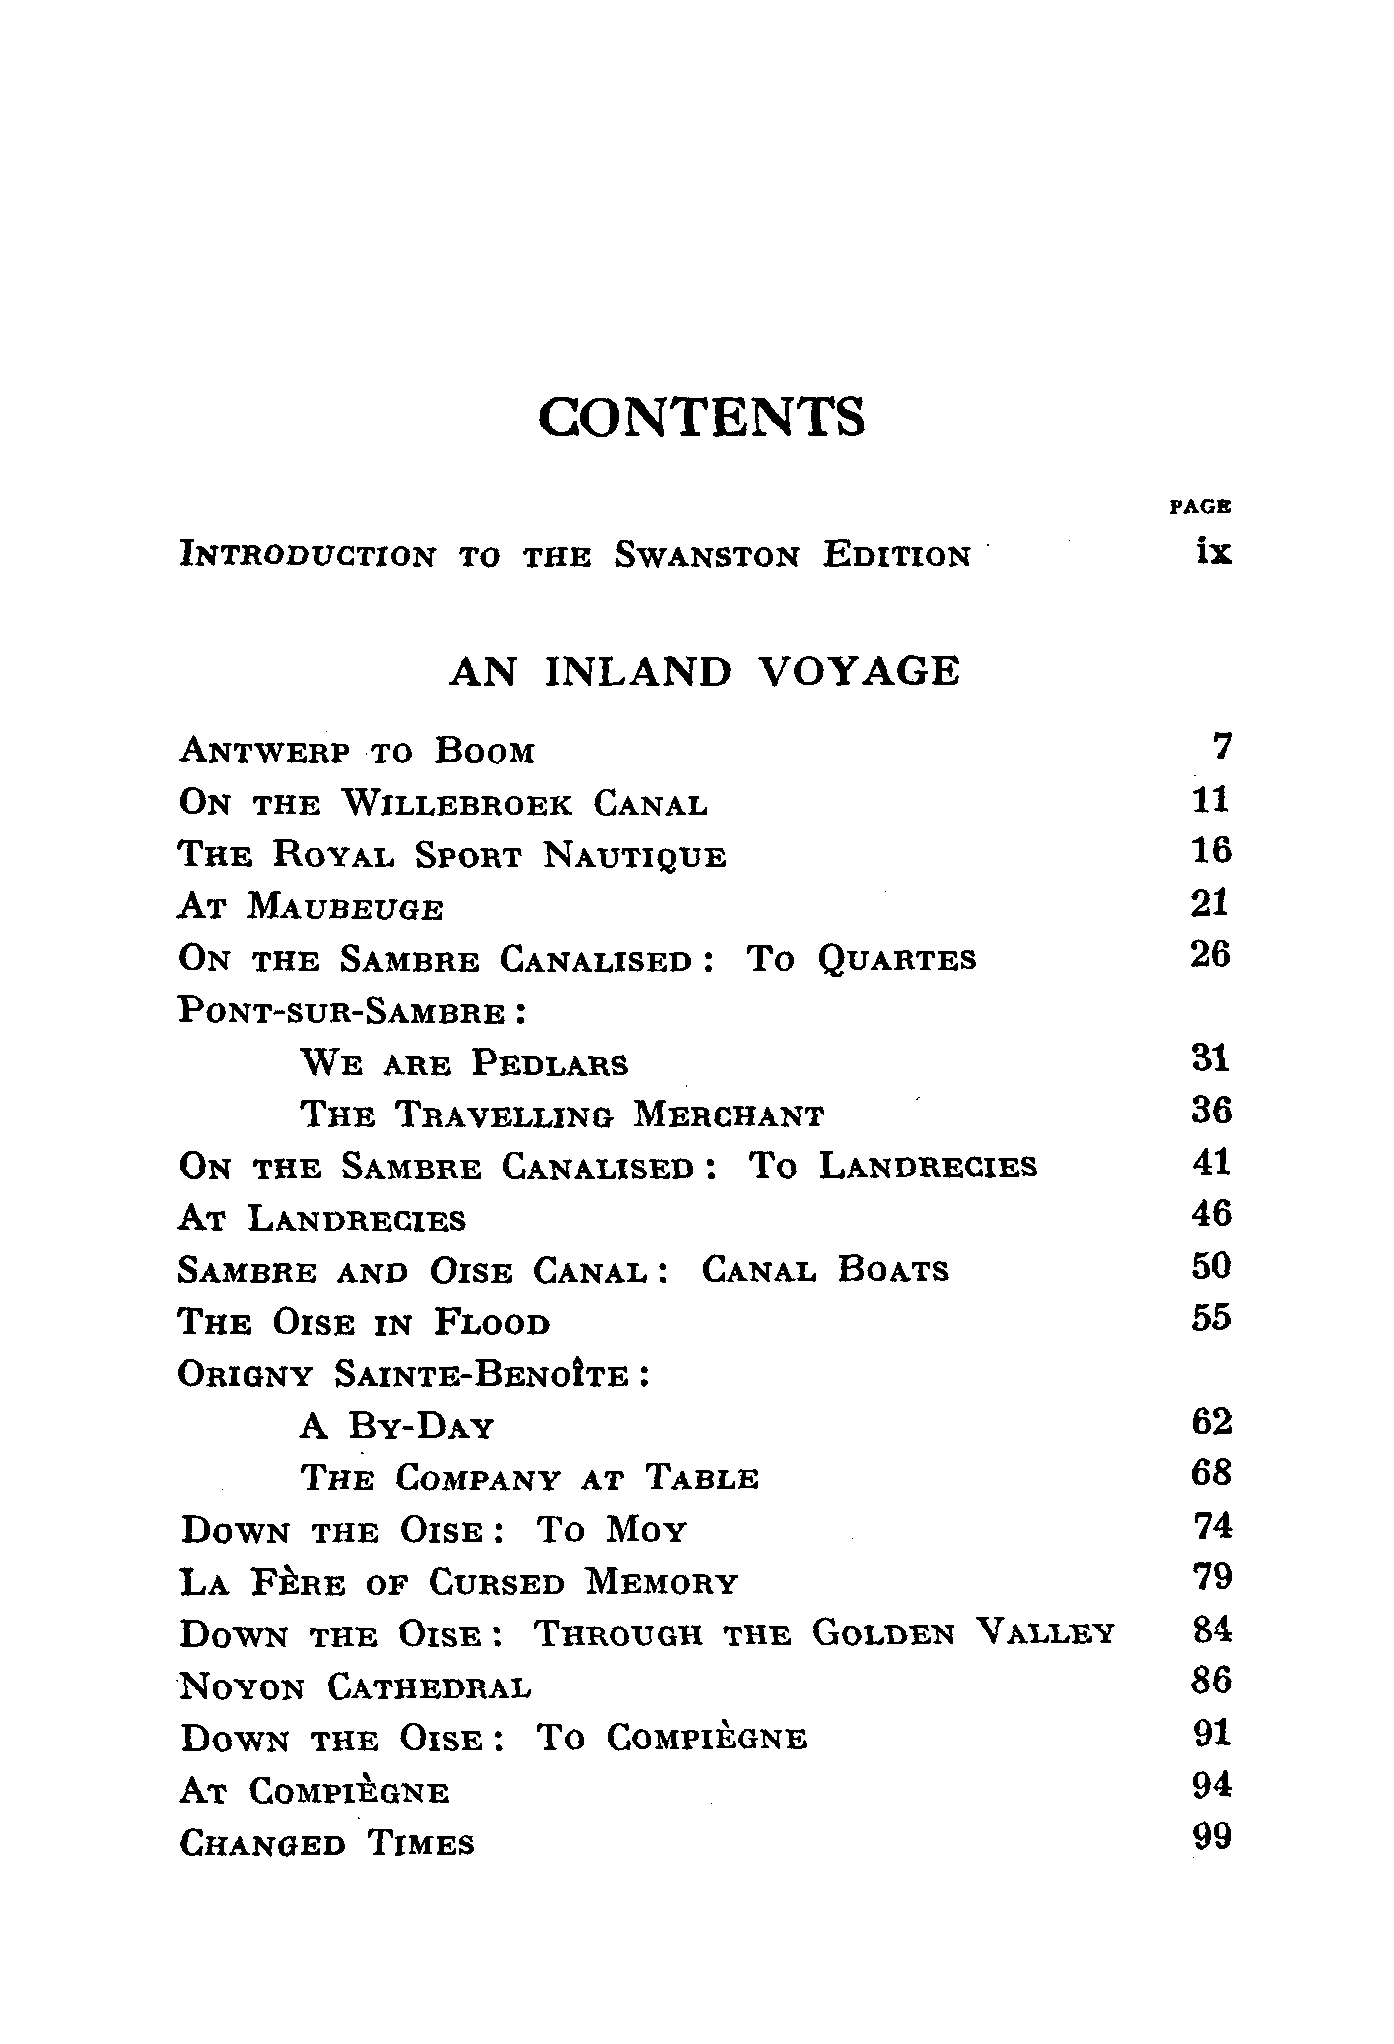 CONTENTS
PAGE
Introduction to the Swanston Edition ix
AN INLAND VOYAGE
Antwerp to Boom 7
On the Willebroek Canal 11
The Royal Sport Nautique 16
At Maubeuge 21
On the Sambre Canalised: To Quartes 26
Pont-sur-Sambre:
We are Pedlars 31
The Travelling Merchant 36
On the Sambre Canalised: To Landrecies 41
At Landrecies 46
Sambre and Oise Canal: Canal Boats 50
The Oise in Flood 55
Origny Sainte-Benoîte:
A By-Day 62
The Company at Table 68
Down the Oise: To Moy 74
La Fère of Cursed Memory 79
Down the Oise: Through the Golden Valley 84
Noyon Cathedral 86
Down the Oise: To Compiègne 91
At Compiègne 94
Changed Times 99